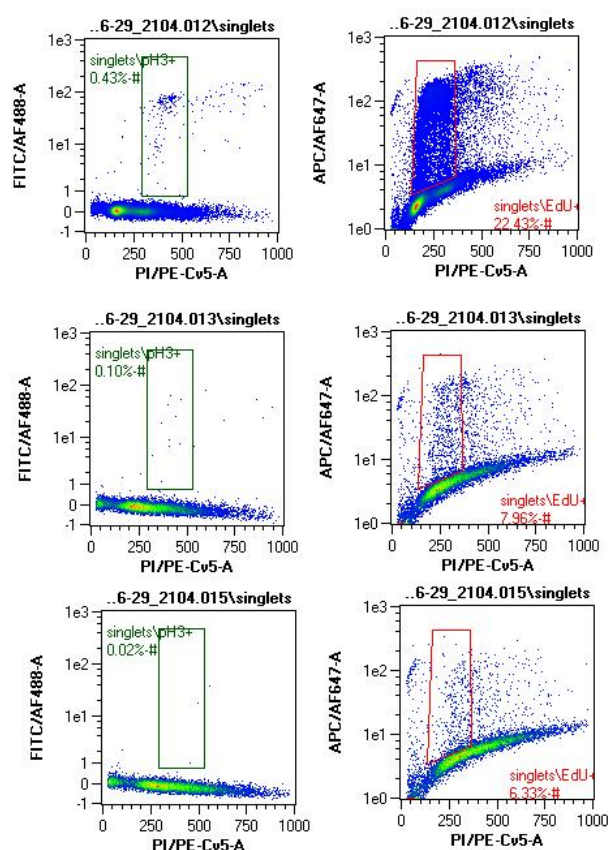 ..6-29_2104.012\singlets
FITC/AF488-A
1e3
1e2
1e1
1
0
-1
singlets\pH3+
0.43%-#
0 250 500 750 1000
PI/PE-Cy5-A
..6-29_2104.012\singlets
APC/AF647-A
1e3
1e2
1e1
1e0
singlets\EdU+
22.43%-#
0 250 500 750 1000
PI/PE-Cy5-A
..6-29_2104.013\singlets
FITC/AF488-A
1e3
1e2
1e1
1
0
-1
singlets\pH3+
0.10%-#
0 250 500 750 1000
PI/PE-Cy5-A
..6-29_2104.013\singlets
APC/AF647-A
1e3
1e2
1e1
1e0
singlets\EdU+
7.96%-#
0 250 500 750 1000
PI/PE-Cy5-A
..6-29_2104.015\singlets
FITC/AF488-A
1e3
1e2
1e1
1
0
-1
singlets\pH3+
0.02%-#
0 250 500 750 1000
PI/PE-Cy5-A
..6-29_2104.015\singlets
APC/AF647-A
1e3
1e2
1e1
1e0
singlets\EdU+
6.33%-#
0 250 500 750 1000
PI/PE-Cy5-A